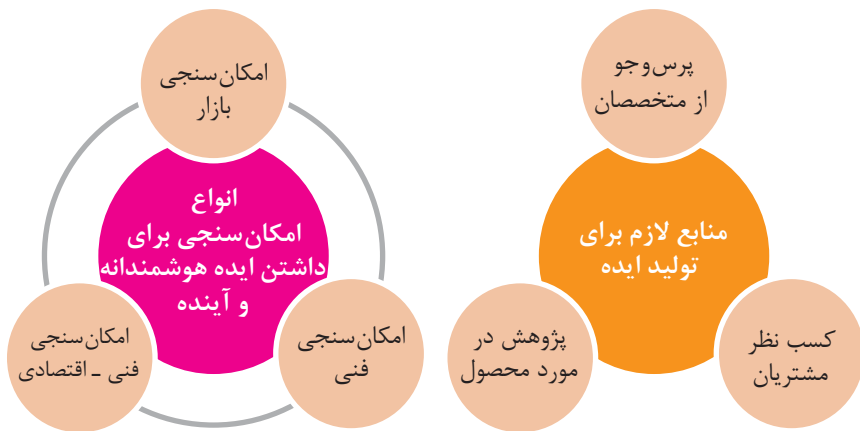 پرس‌وجو
از متخصصان
منابع لازم برای
تولید ایده
کسب نظر
مشتریان
پژوهش در
مورد محصول
امکان‌سنجی
بازار
انواع
امکان‌سنجی برای
داشتن ایده هوشمندانه
و آینده
امکان‌سنجی
فنی
امکان‌سنجی
فنی ـ اقتصادی